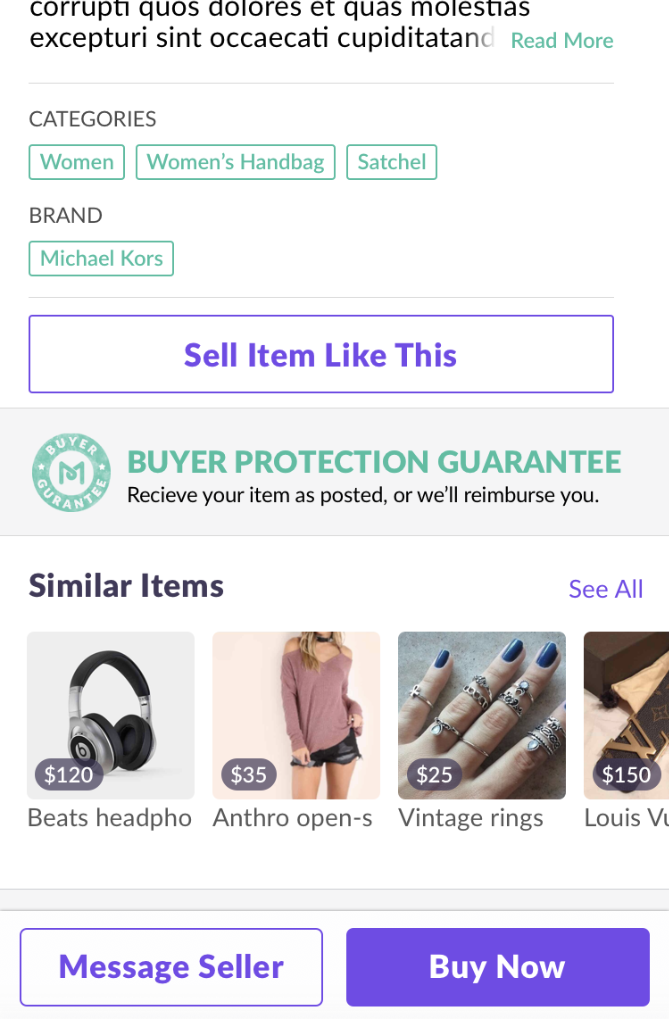 corrupti quos dolores et quas molestias
excepturi sint occaecati cupiditatand Read More
CATEGORIES
Women Women’s Handbag Satchel
BRAND
Michael Kors
Sell Item Like This
BUYER
GURANTEE
BUYER PROTECTION GUARANTEE
Recieve your item as posted, or we’ll reimburse you.
Similar Items See All
$120 $35 $25 $150
Beats headpho Anthro open-s Vintage rings Louis Vu
Message Seller Buy Now